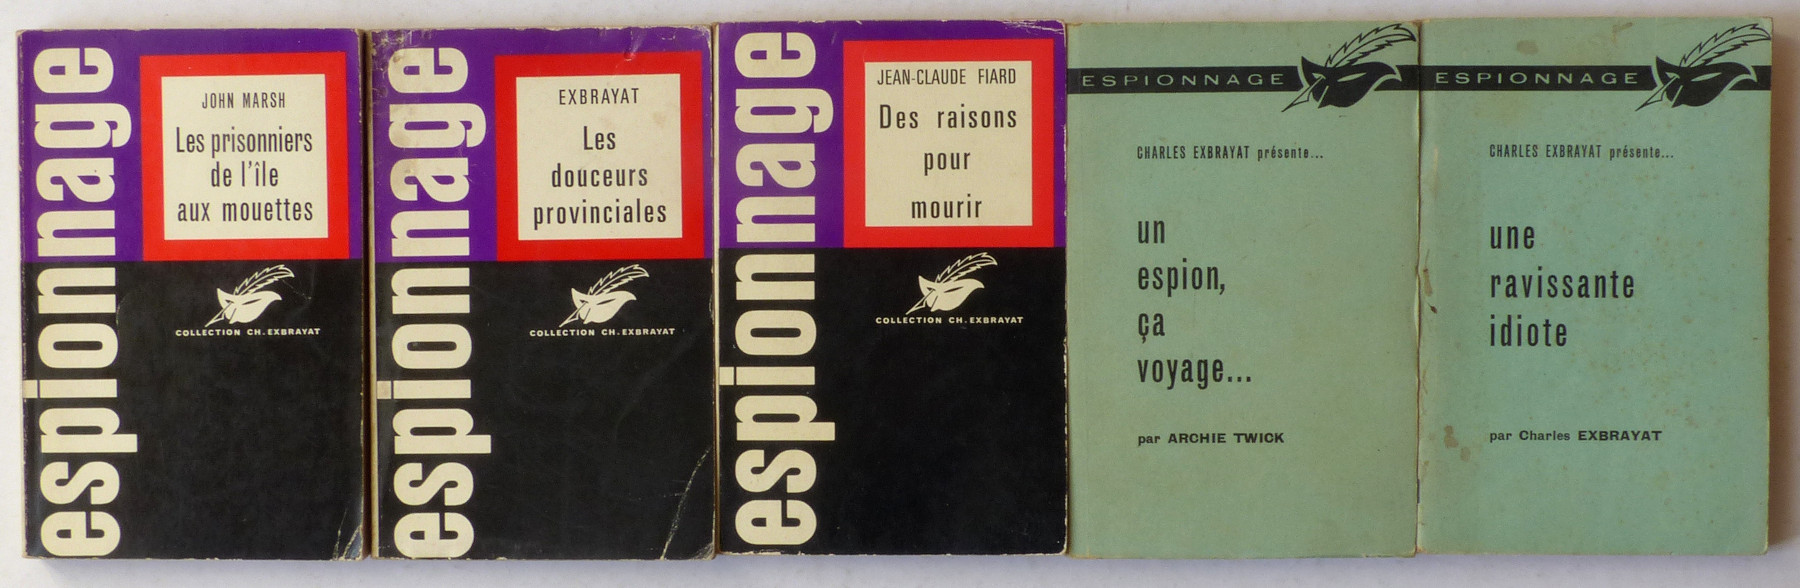 espionnage
JOHN MARSH
Les prisonniers
de l'île
aux mouettes
COLLECTION CH. EXBRAYAT
espionnage
EXBRAYAT
Les
douceurs
provinciales
COLLECTION CH. EXBRAYAT
espionnage
JEAN-CLAUDE FIARD
Des raisons
pour
mourir
COLLECTION CH. EXBRAYAT
ESPIONNAGE
CHARLES EXBRAYAT présente...
un
espion,
ça
voyage...
par ARCHIE TWICK
ESPIONNAGE
CHARLES EXBRAYAT présente...
une
ravissante
idiote
par Charles EXBRAYAT